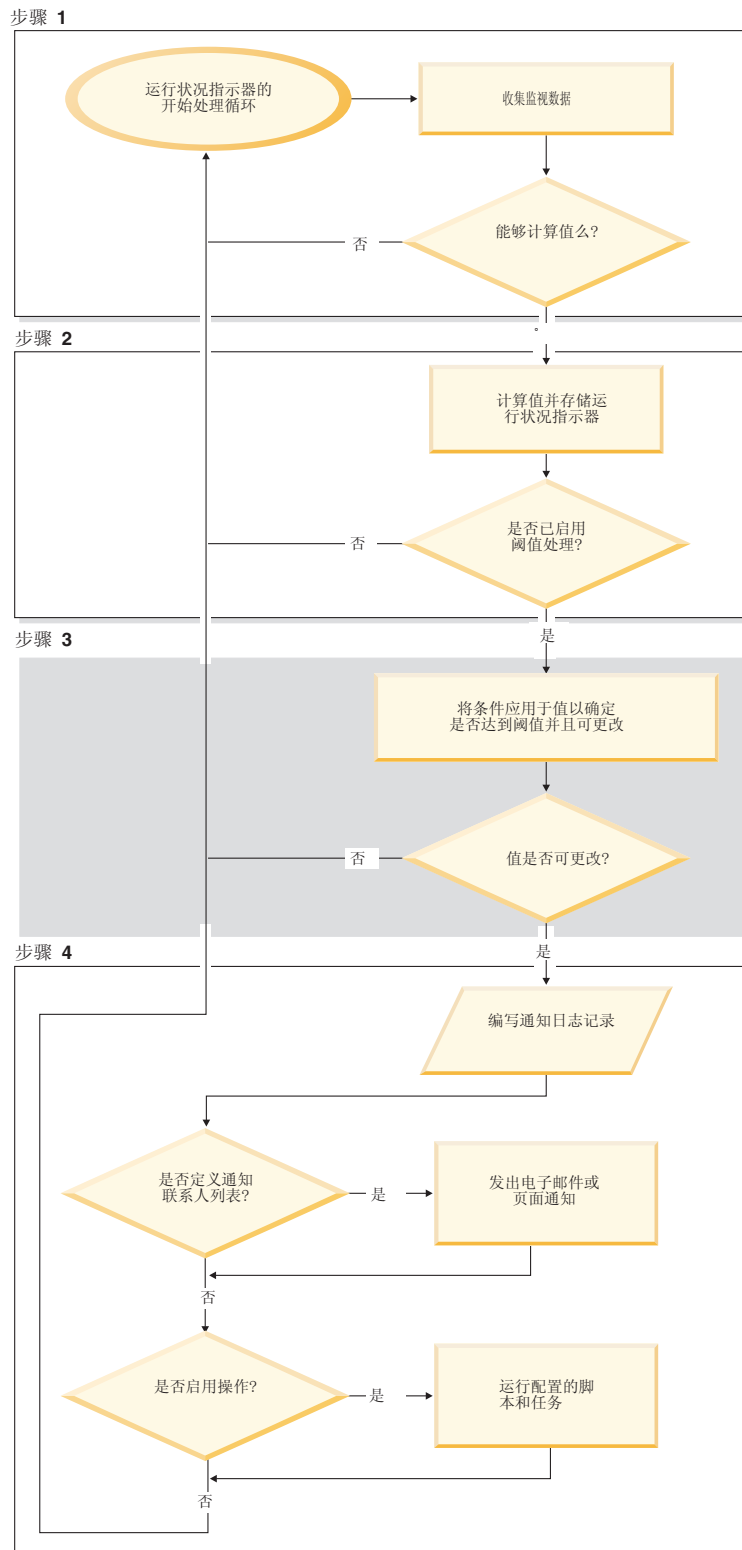 步骤 1
运行状况指示器的
开始处理循环
收集监视数据
能够计算值么?
否
。
步骤 2
计算值并存储运
行状况指示器
是否已启用
阈值处理?
否
是
步骤 3
将条件应用于值以确定
是否达到阈值并且可更改
值是否可更改?
否
是
步骤 4
编写通知日志记录
是否定义通知
联系人列表?
是
发出电子邮件或
页面通知
否
是否启用操作?
是
运行配置的脚
本和任务
否